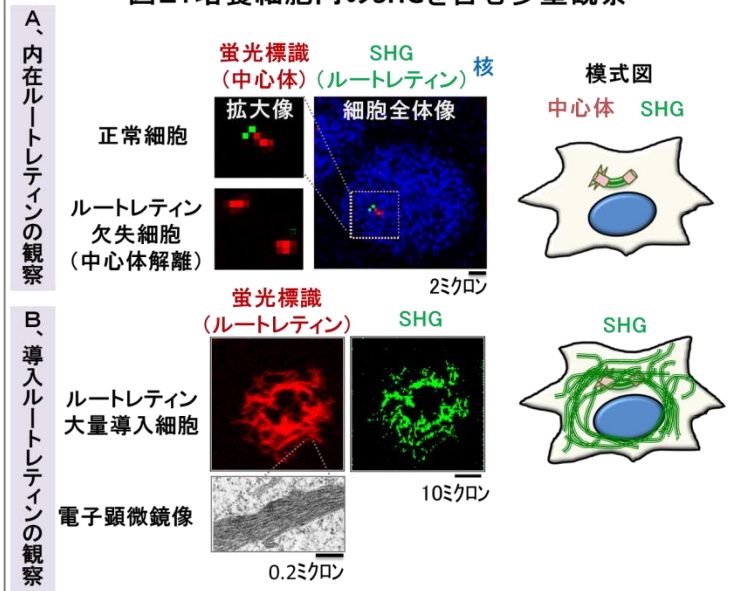 A、内在ルートレティンの観察
蛍光標識
(中心体)
SHG
(ルートレティン)
核
模式図
拡大像
細胞全体像
中心体 SHG
正常細胞
ルートレティン
欠失細胞
(中心体解離)
2ミクロン
B、導入ルートレティンの観察
蛍光標識
(ルートレティン)
SHG
SHG
ルートレティン
大量導入細胞
10ミクロン
電子顕微鏡像
0.2ミクロン